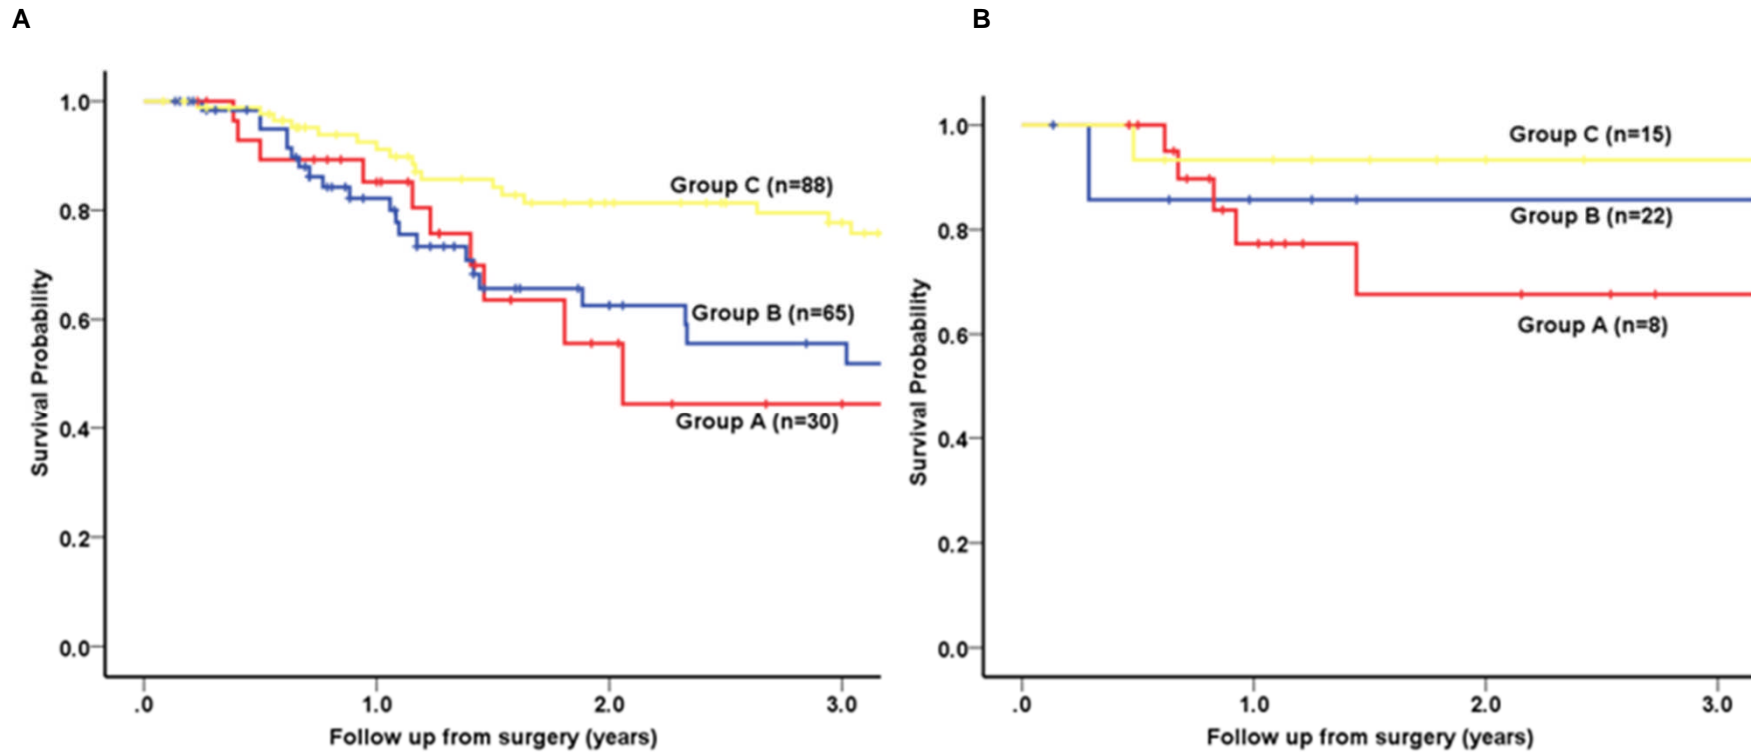 A
1.0
0.8
0.6
0.4
0.2
0.0
Survival Probability
Group C (n=88)
Group B (n=65)
Group A (n=30)
.0 1.0 2.0 3.0
Follow up from surgery (years)
B
1.0
0.8
0.6
0.4
0.2
0.0
Survival Probability
Group C (n=15)
Group B (n=22)
Group A (n=8)
.0 1.0 2.0 3.0
Follow up from surgery (years)